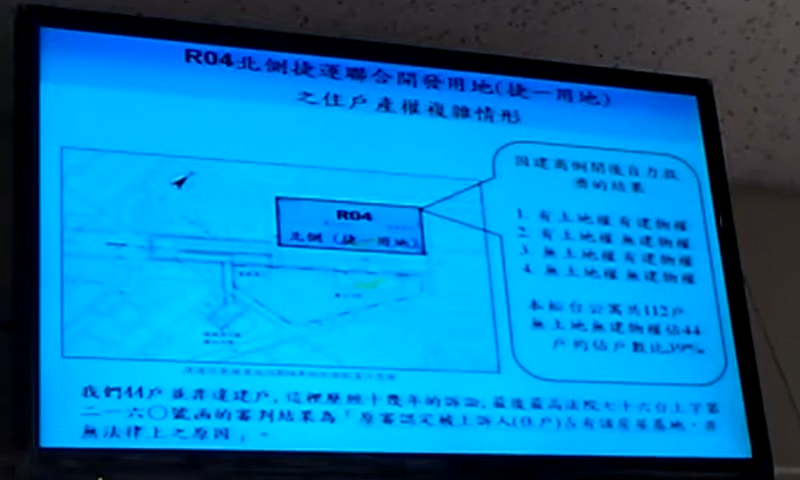 R04北側捷運聯合開發用地(捷一用地)
之住戶產權複雜情形
因建商倒閉後自力救
濟的結果
1. 有土地權 有建物權
2. 有土地權 無建物權
3. 無土地權 有建物權
4. 無土地權 無建物權
R04
北側 (捷一用地)
本松台公寓共112戶
無土地無建物權佔44
戶約佔戶數比39%
我們44戶並非違建戶, 這裡歷經十幾年的訴訟, 最後最高法院七十六台上字第
二一六〇號函的審判結果為「原審認定被上訴人(住戶)占有該房屋基地,非
無法律上之原因」。